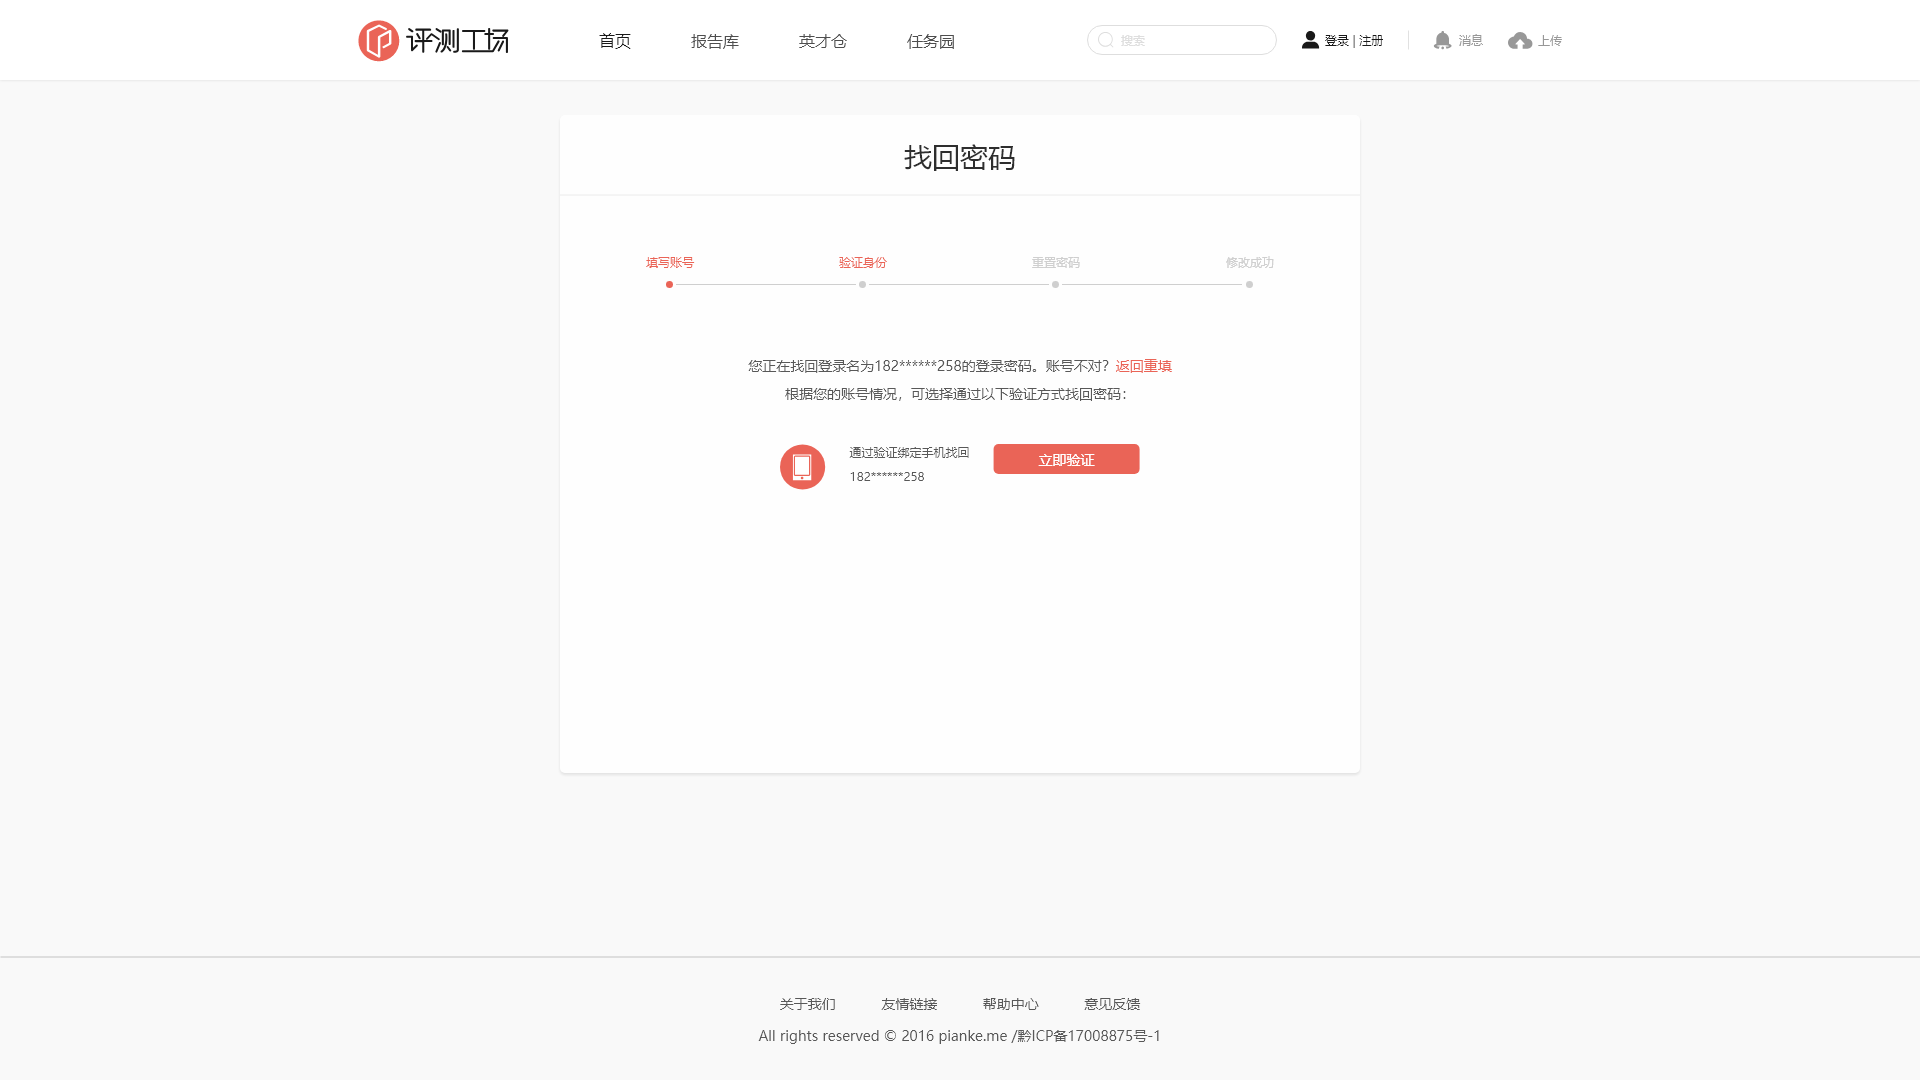 评测工场 首页 报告库 英才仓 任务园 搜索 登录 | 注册 消息 上传
找回密码
填写账号 验证身份 重置密码 修改成功
您正在找回登录名为182******258的登录密码。账号不对？返回重填
根据您的账号情况，可选择通过以下验证方式找回密码：
通过验证绑定手机找回
182******258
立即验证
关于我们 友情链接 帮助中心 意见反馈
All rights reserved © 2016 pianke.me /黔ICP备17008875号-1